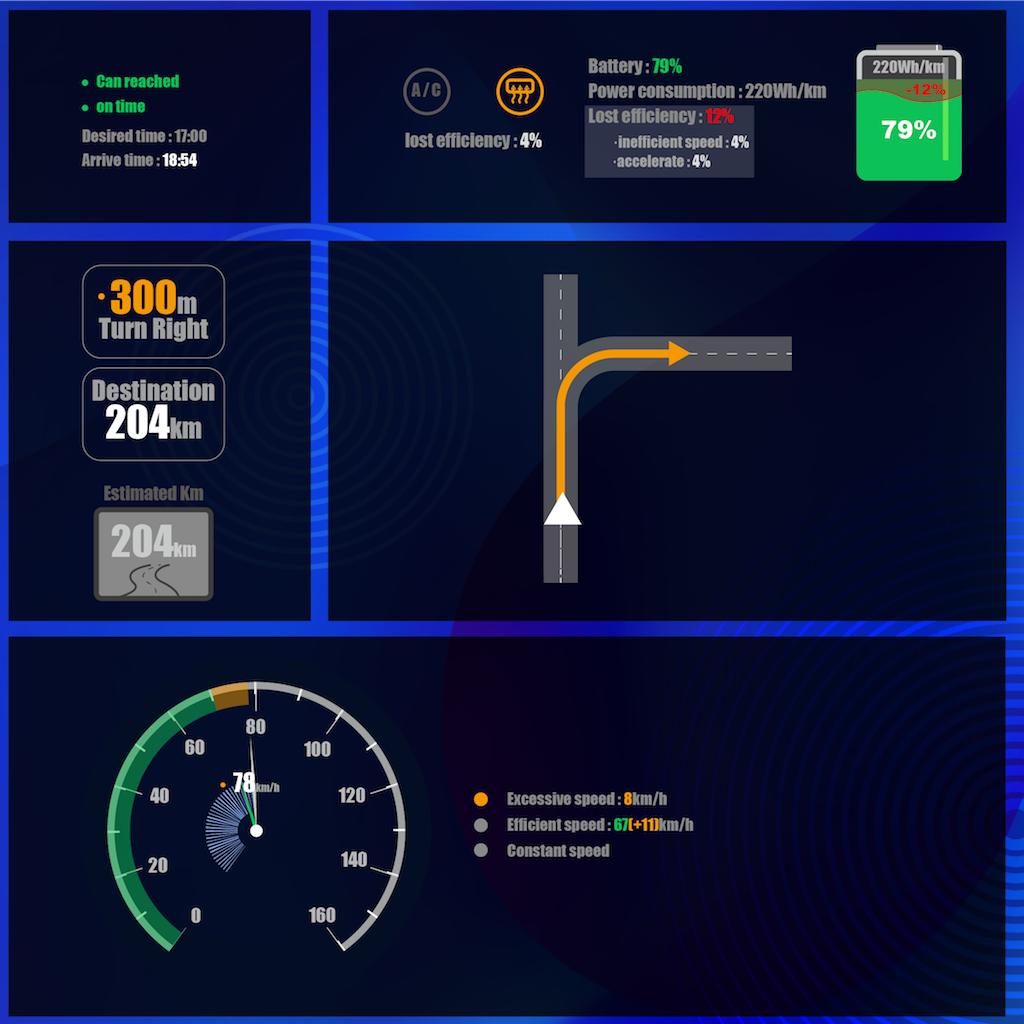 Can reached
on time
Desired time : 17:00
Arrive time : 18:54
A/C
lost efficiency : 4%
Battery : 79%
Power consumption : 220Wh/km
Lost efficiency : 12%
·inefficient speed : 4%
·accelerate : 4%
220Wh/km
-12%
79%
·300m
Turn Right
Destination
204km
Estimated Km
204km
0
20
40
60
80
100
120
140
160
78km/h
Excessive speed : 8km/h
Efficient speed : 67(+11)km/h
Constant speed